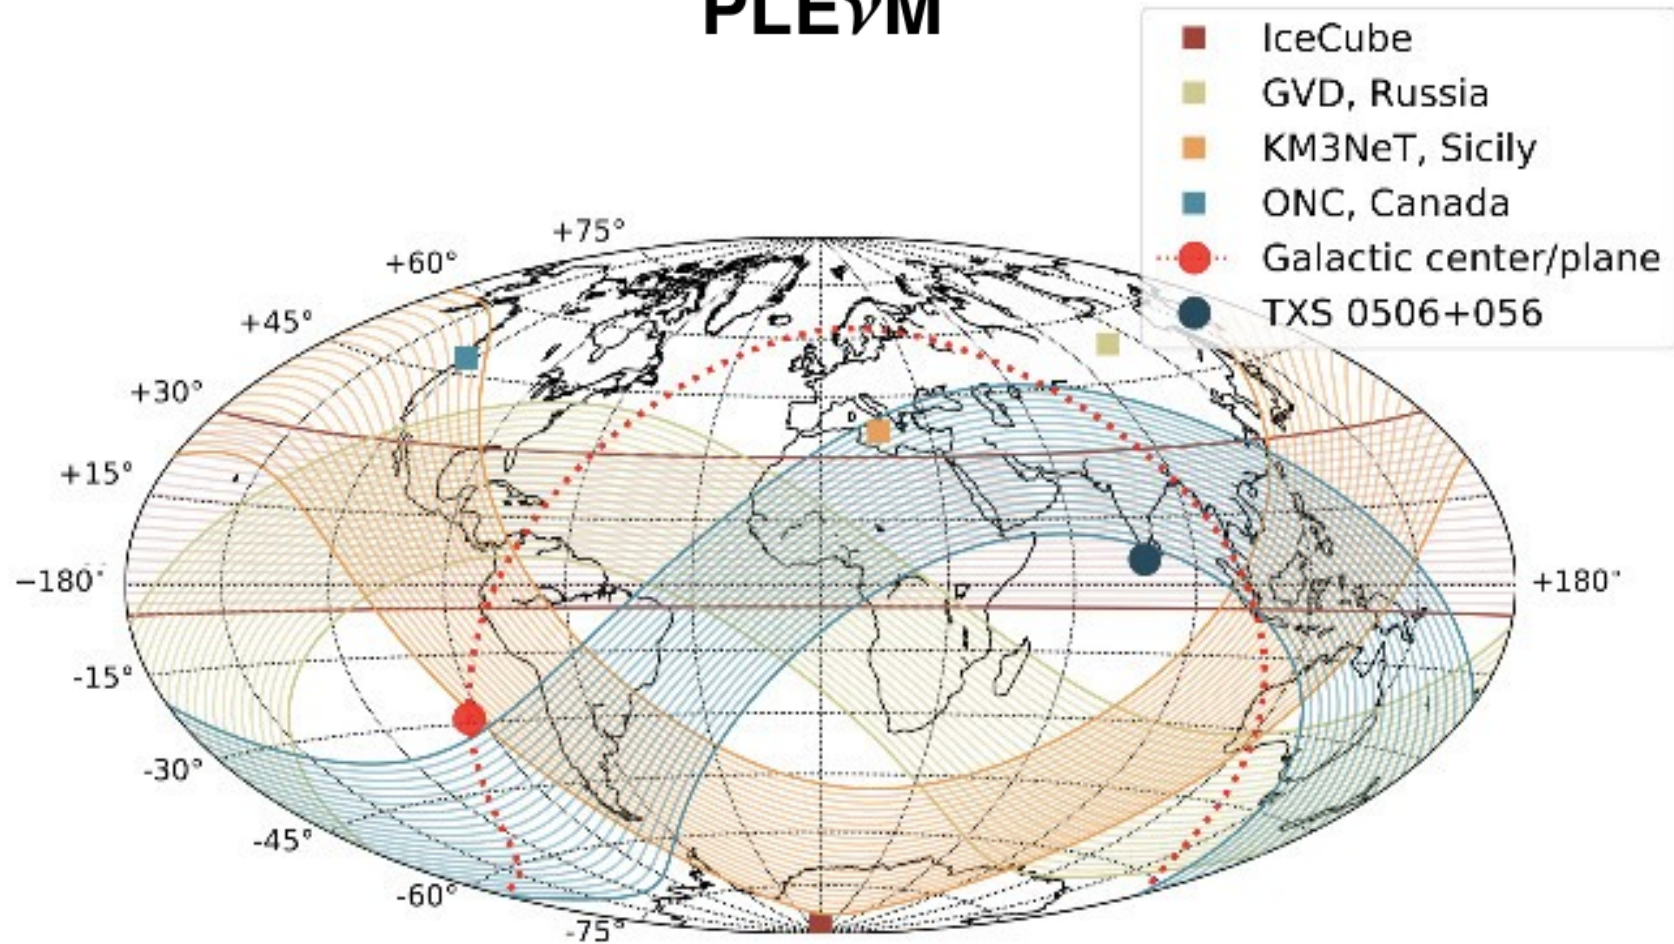 PLEνM
IceCube
GVD, Russia
KM3NeT, Sicily
ONC, Canada
Galactic center/plane
TXS 0506+056
+75°
+60°
+45°
+30°
+15°
−180°
+180°
-15°
-30°
-45°
-60°
-75°